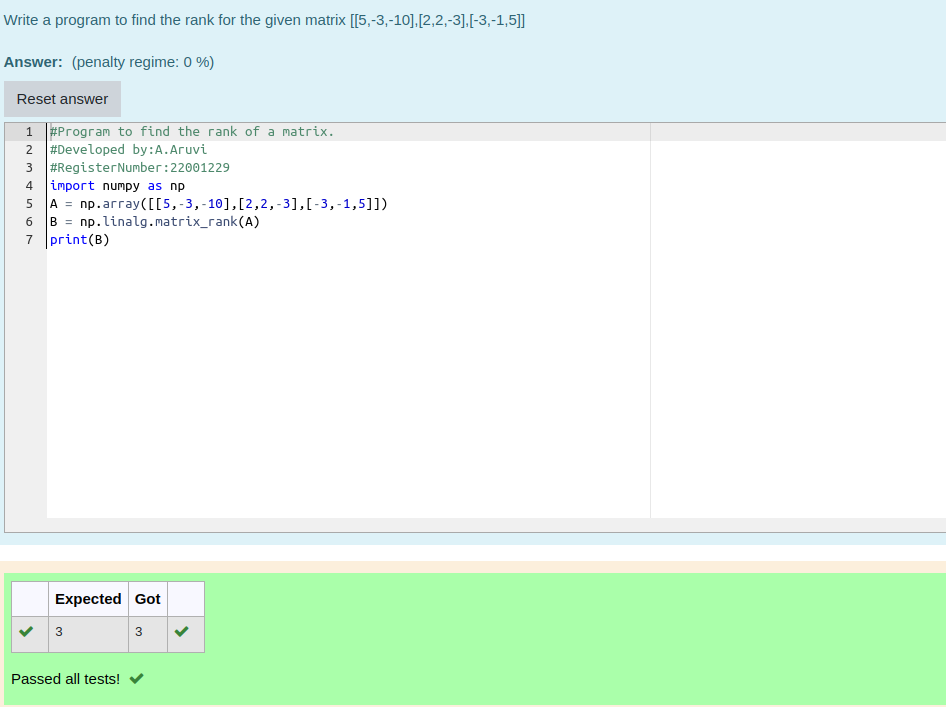 Write a program to find the rank for the given matrix [[5,-3,-10],[2,2,-3],[-3,-1,5]]
Answer: (penalty regime: 0 %)
Reset answer
1 #Program to find the rank of a matrix.
2 #Developed by:A.Aruvi
3 #RegisterNumber:22001229
4 import numpy as np
5 A = np.array([[5,-3,-10],[2,2,-3],[-3,-1,5]])
6 B = np.linalg.matrix_rank(A)
7 print(B)
Expected Got
3 3
Passed all tests!